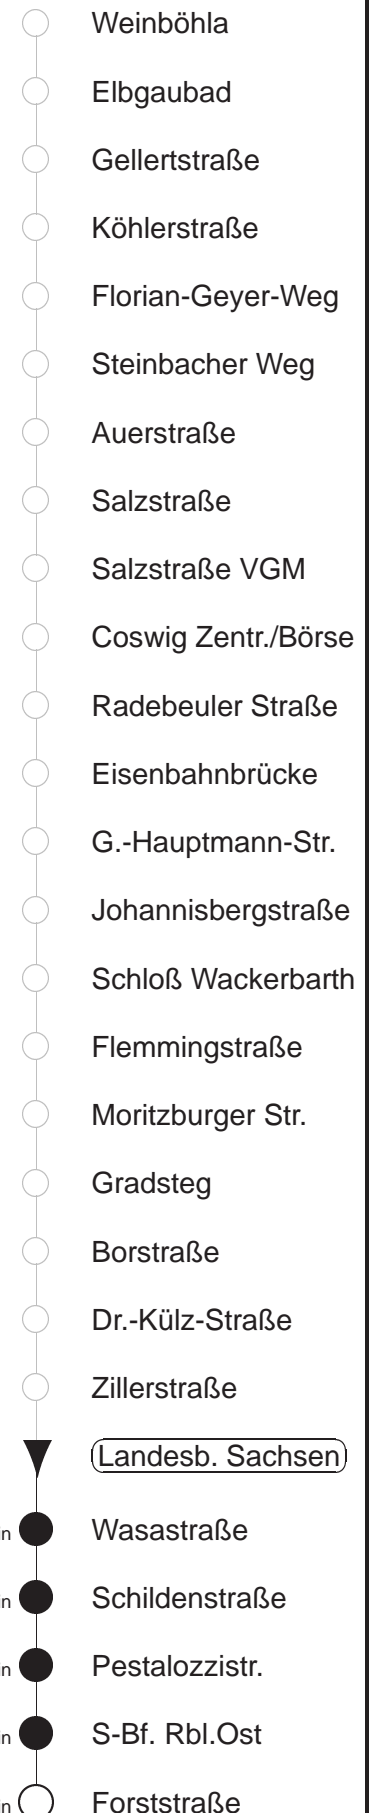 Weinböhla
Elbgaubad
Gellertstraße
Köhlerstraße
Florian-Geyer-Weg
Steinbacher Weg
Auerstraße
Salzstraße
Salzstraße VGM
Coswig Zentr./Börse
Radebeuler Straße
Eisenbahnbrücke
G.-Hauptmann-Str.
Johannisbergstraße
Schloß Wackerbarth
Flemmingstraße
Moritzburger Str.
Gradsteg
Borstraße
Dr.-Külz-Straße
Zillerstraße
Landesb. Sachsen
Wasastraße
Schildenstraße
Pestalozzistr.
S-Bf. Rbl.Ost
Forststraße